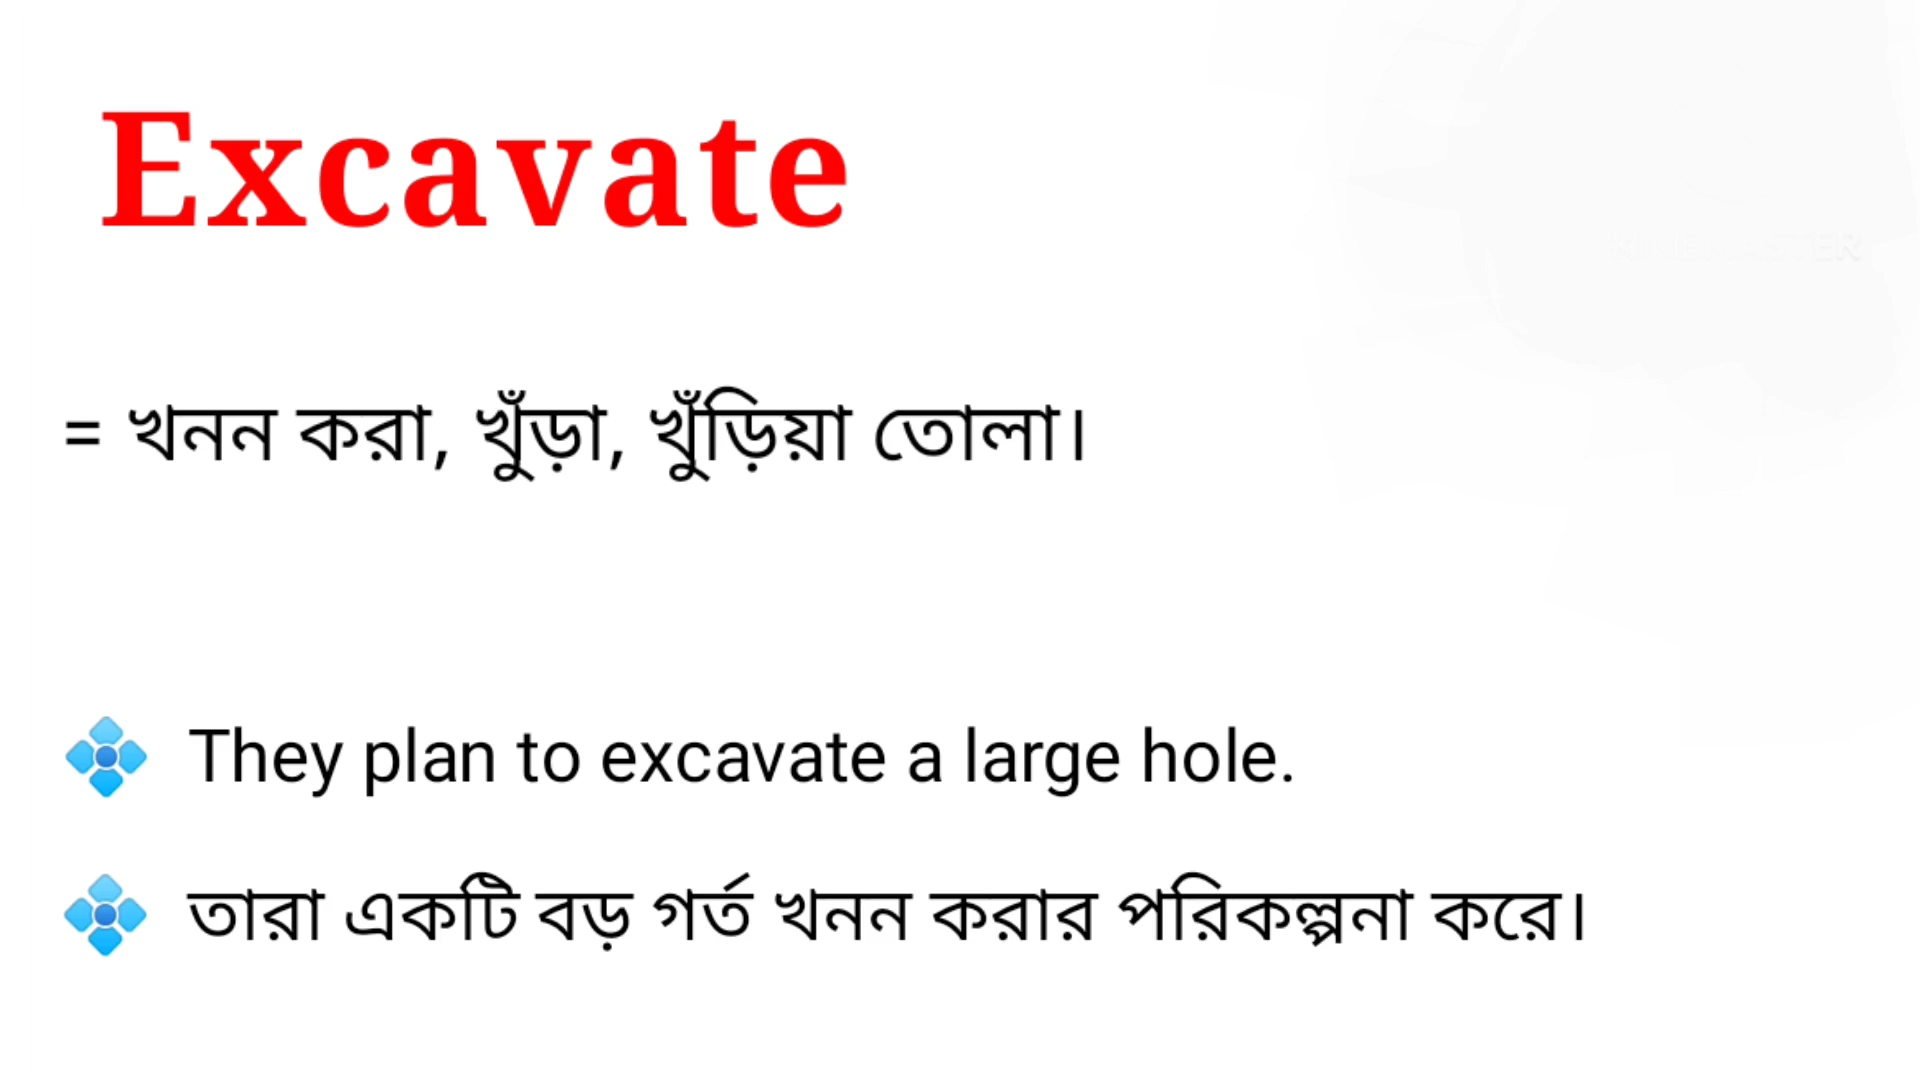 Excavate
= খনন করা, খুঁড়া, খুঁড়িয়া তোলা।
They plan to excavate a large hole.
তারা একটি বড় গর্ত খনন করার পরিকল্পনা করে।